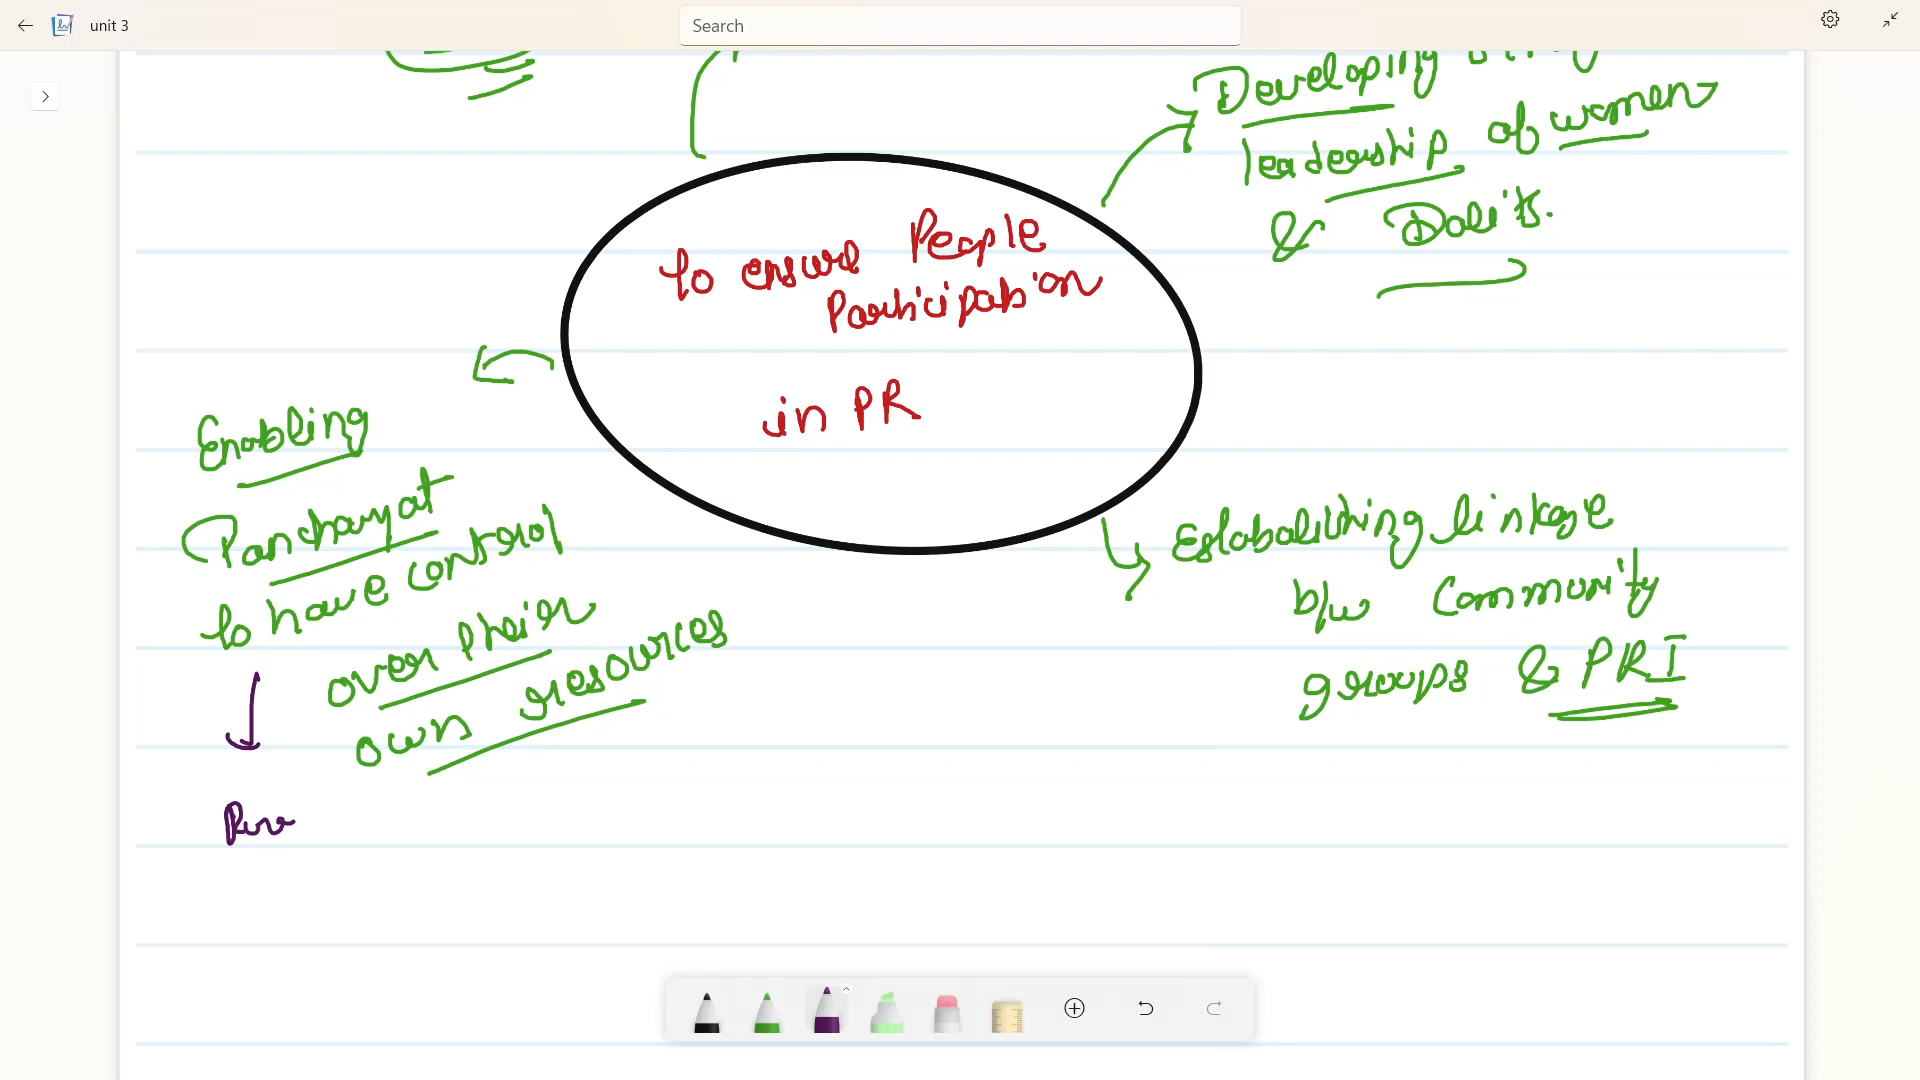 unit 3
Search
Developing
leadership of women
& Dalits.
to ensure People
Participation
in PR
Enabling
Panchayat
to have control
over their
own resources
Establalithing linkage
b/w Community
groups & PRI